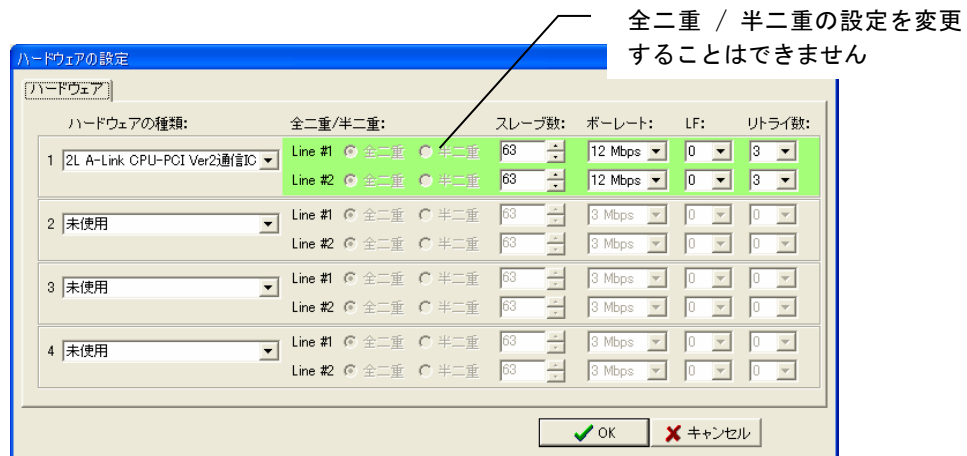 全二重 / 半二重の設定を変更
することはできません
ハードウェアの設定
ハードウェア
ハードウェアの種類: 全二重/半二重: スレーブ数: ボーレート: LF: リトライ数:
1 2L A-Link CPU-PCI Ver2通信IC Line #1 全二重 半二重 63 12 Mbps 0 3
Line #2 全二重 半二重 63 12 Mbps 0 3
2 未使用 Line #1 全二重 半二重 63 3 Mbps 0 0
Line #2 全二重 半二重 63 3 Mbps 0 0
3 未使用 Line #1 全二重 半二重 63 3 Mbps 0 0
Line #2 全二重 半二重 63 3 Mbps 0 0
4 未使用 Line #1 全二重 半二重 63 3 Mbps 0 0
Line #2 全二重 半二重 63 3 Mbps 0 0
OK キャンセル